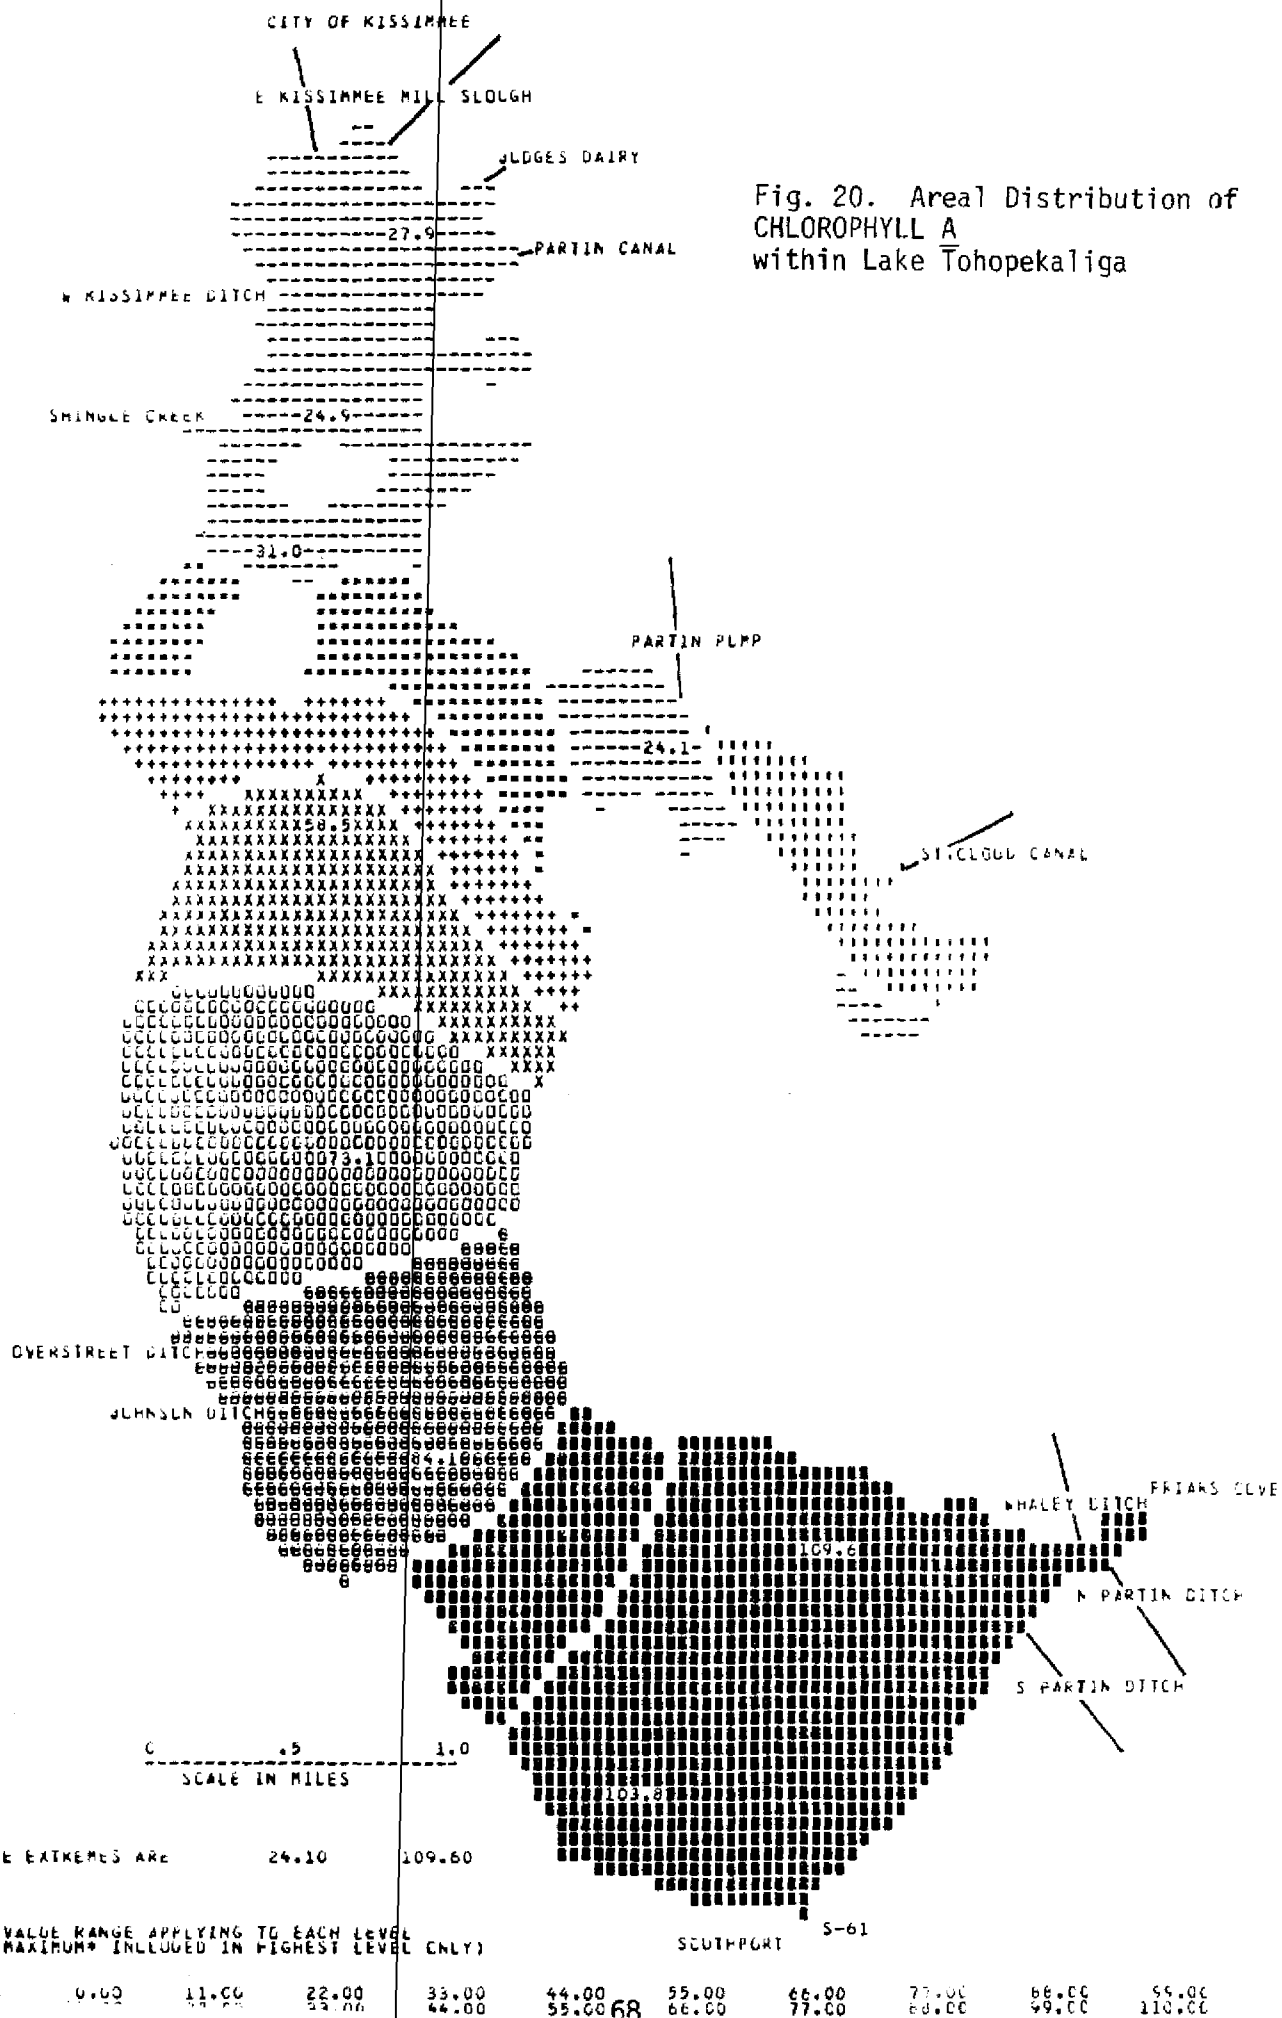 CITY OF KISSIMMEE
E KISSIMMEE MILL SLOUGH
JUDGES DAIRY
Fig. 20. Areal Distribution of
CHLOROPHYLL A
within Lake Tohopekaliga
27.9
PARTIN CANAL
W KISSIMMEE DITCH
SHINGLE CREEK
24.9
31.0
PARTIN PUMP
24.1
58.5
ST.CLOUD CANAL
73.1
OVERSTREET DITCH
JOHNSON DITCH
84.1
FRIARS COVE
WHALEY DITCH
109.6
N PARTIN DITCH
S PARTIN DITCH
0 .5 1.0
SCALE IN MILES
103.8
E EXTREMES ARE 24.10 109.60
S-61
SOUTHPORT
VALUE RANGE APPLYING TO EACH LEVEL
MAXIMUM* INCLUDED IN HIGHEST LEVEL ONLY)
0.00 11.00 22.00 33.00 44.00 55.00 66.00 77.00 88.00 99.00
44.00 55.00 66.00 77.00 88.00 99.00 110.00
68